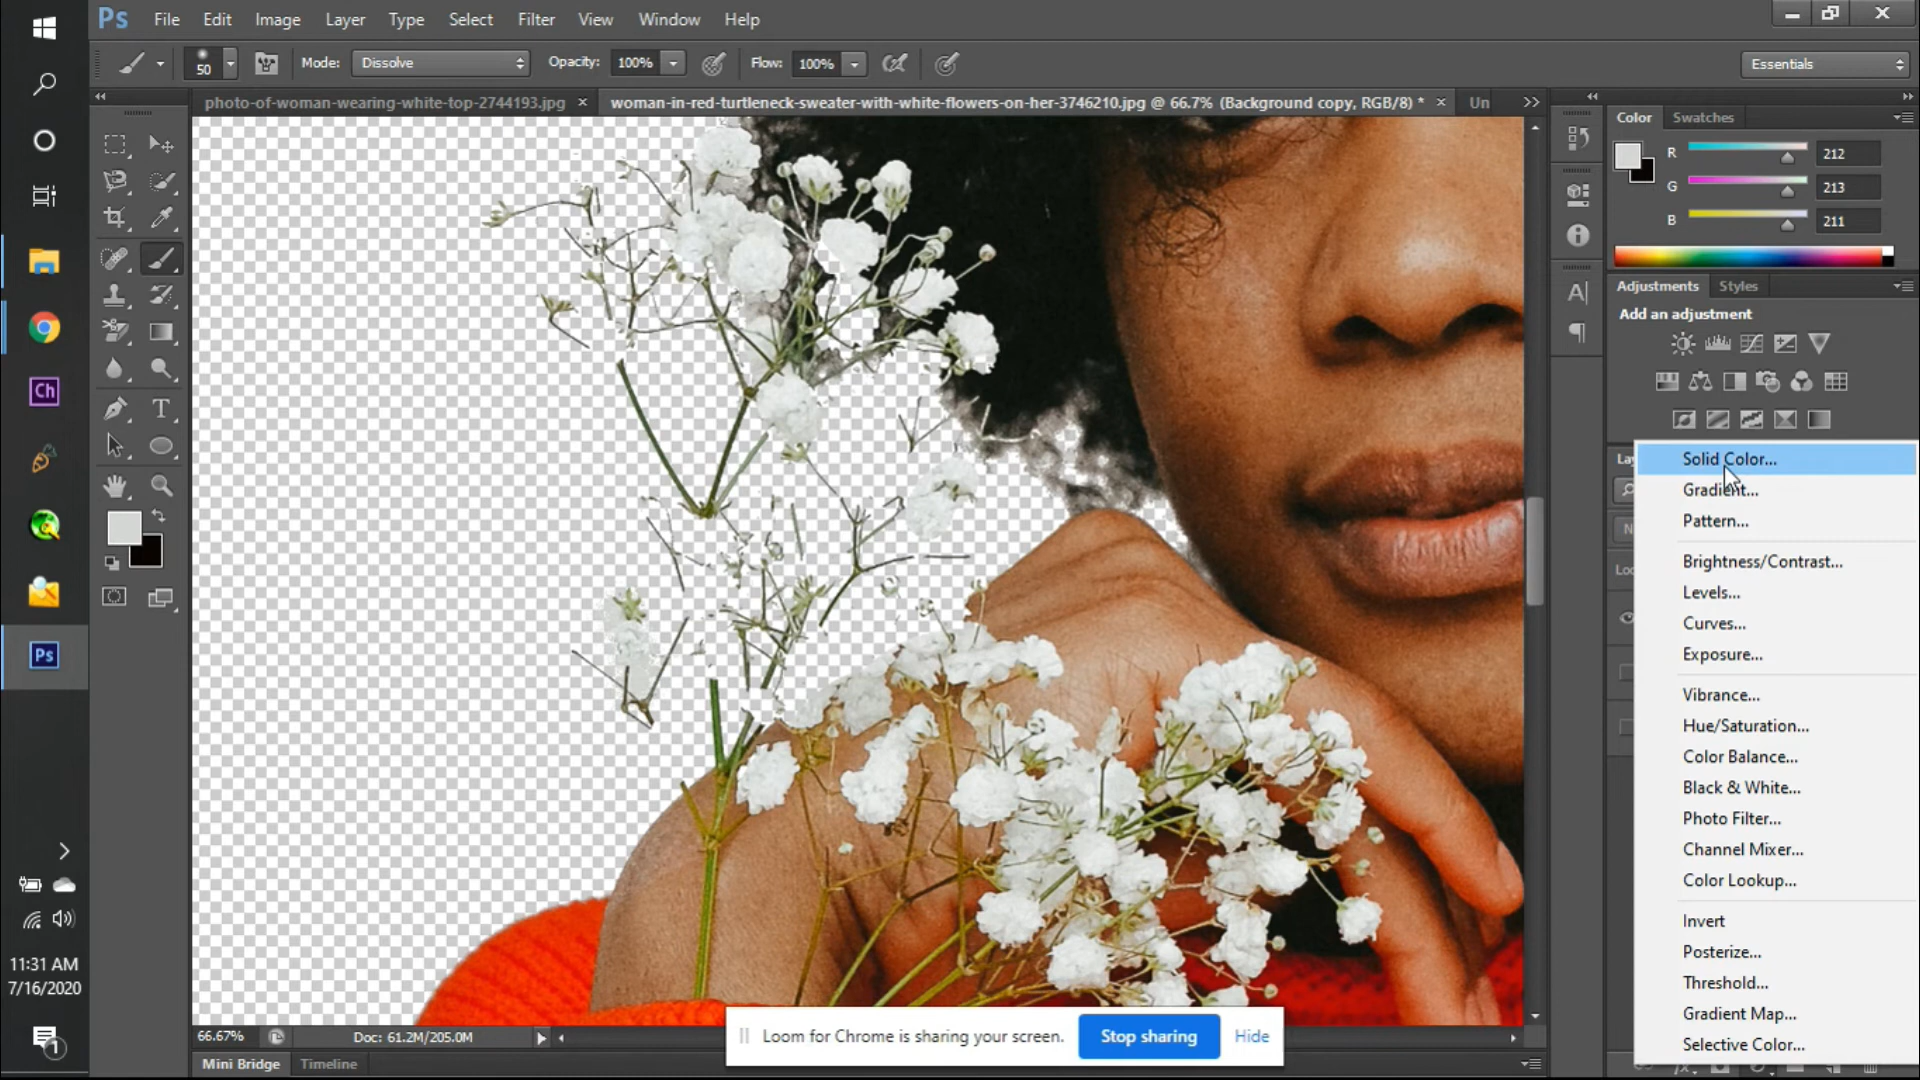 Ps File Edit Image Layer Type Select Filter View Window Help
50 Mode: Dissolve Opacity: 100% Flow: 100% Essentials
photo-of-woman-wearing-white-top-2744193.jpg × woman-in-red-turtleneck-sweater-with-white-flowers-on-her-3746210.jpg @ 66.7% (Background copy, RGB/8) * × Un
Color Swatches
R 212
G 213
B 211
Adjustments Styles
Add an adjustment
Solid Color...
Gradient...
Pattern...
Brightness/Contrast...
Levels...
Curves...
Exposure...
Vibrance...
Hue/Saturation...
Color Balance...
Black & White...
Photo Filter...
Channel Mixer...
Color Lookup...
Invert
Posterize...
Threshold...
Gradient Map...
Selective Color...
Ch
Ps
11:31 AM
7/16/2020
1
66.67% Doc: 61.2M/205.0M
Loom for Chrome is sharing your screen. Stop sharing Hide
Mini Bridge Timeline